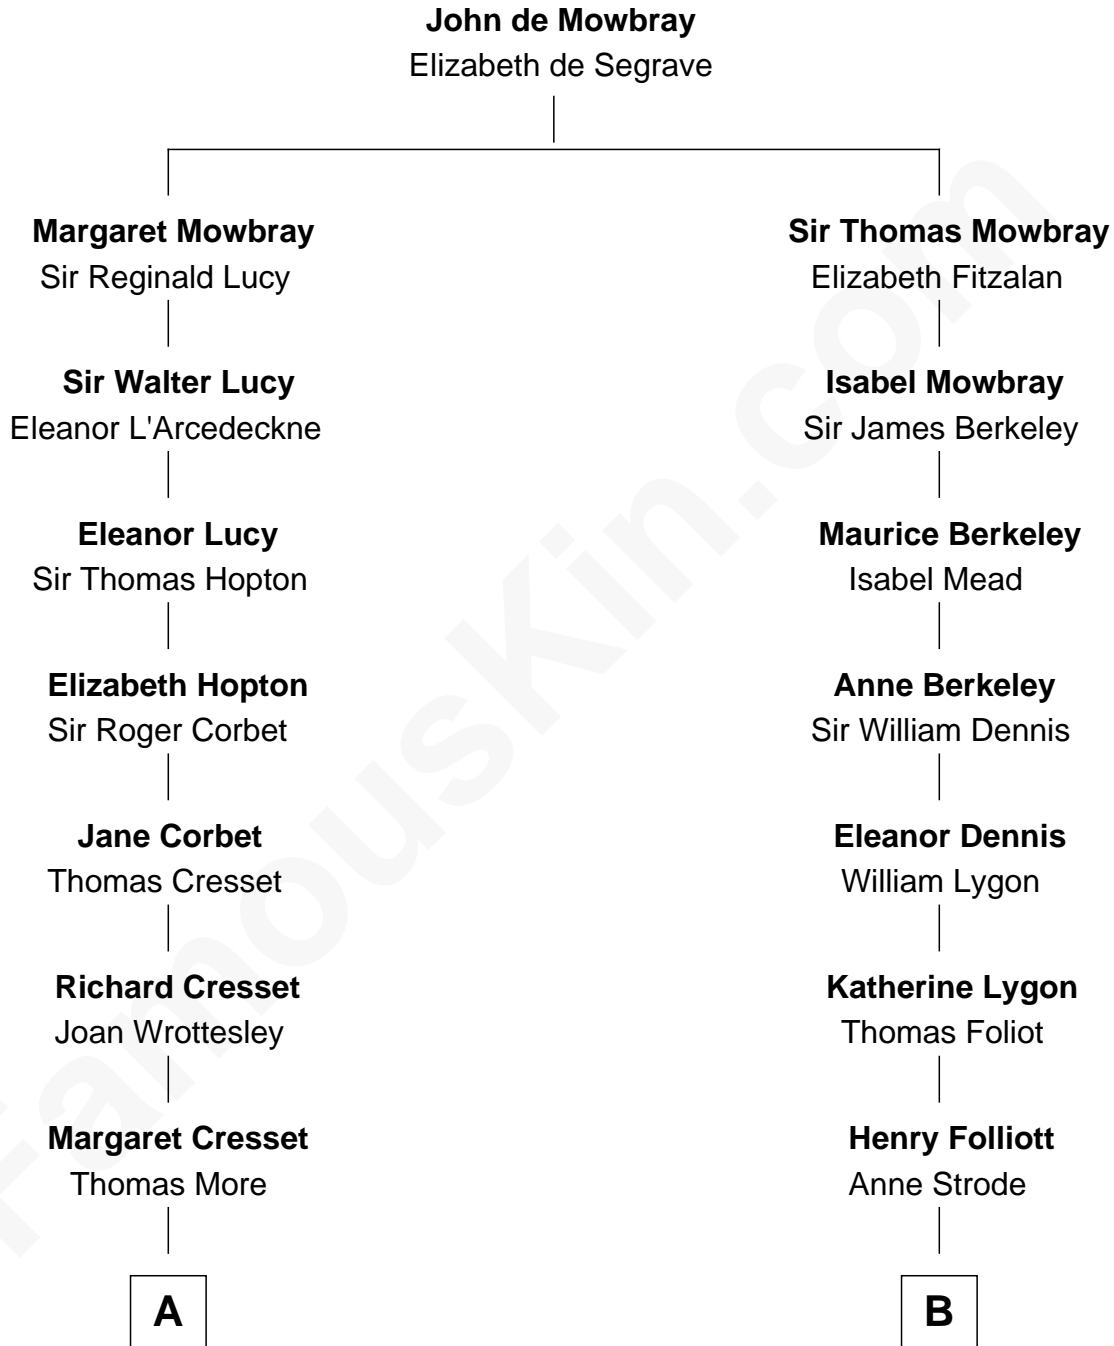 John de Mowbray
Elizabeth de Segrave
Margaret Mowbray
Sir Reginald Lucy
Sir Thomas Mowbray
Elizabeth Fitzalan
Sir Walter Lucy
Eleanor L'Arcedeckne
Isabel Mowbray
Sir James Berkeley
Eleanor Lucy
Sir Thomas Hopton
Maurice Berkeley
Isabel Mead
Elizabeth Hopton
Sir Roger Corbet
Anne Berkeley
Sir William Dennis
Jane Corbet
Thomas Cresset
Eleanor Dennis
William Lygon
Richard Cresset
Joan Wrottesley
Katherine Lygon
Thomas Foliot
Margaret Cresset
Thomas More
Henry Folliott
Anne Strode
A
B
FamousKin.com